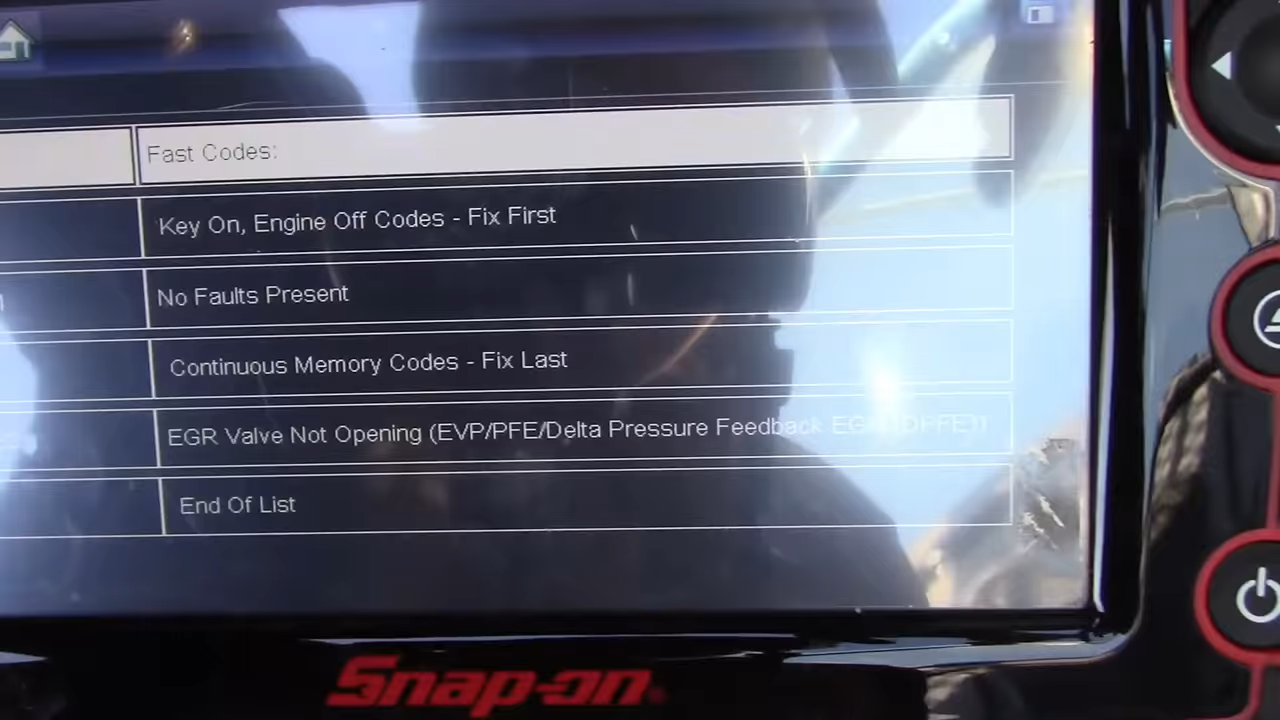 Fast Codes:
Key On, Engine Off Codes - Fix First
No Faults Present
Continuous Memory Codes - Fix Last
EGR Valve Not Opening (EVP/PFE/Delta Pressure Feedback
End Of List
Snap-on